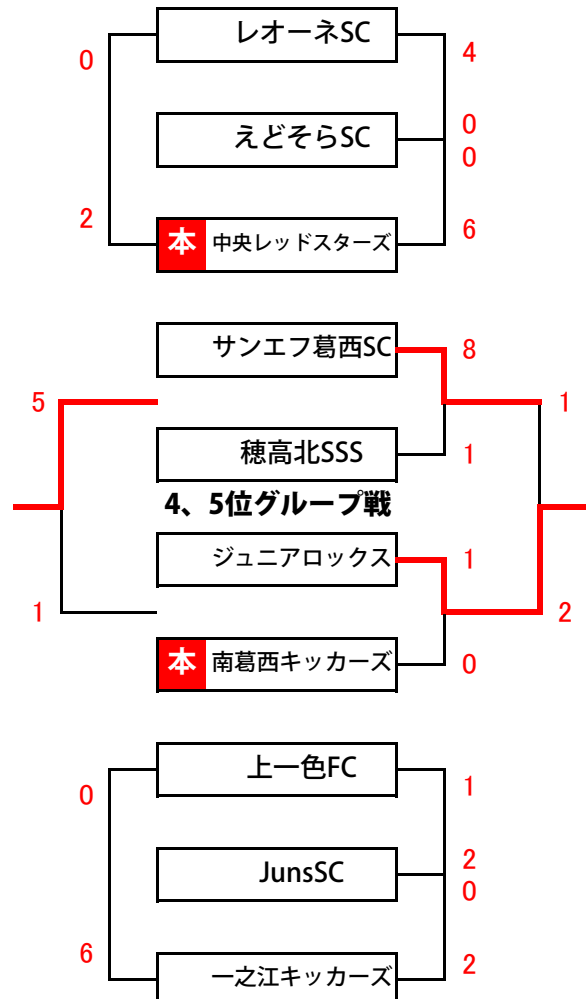 レオーネSC
0
4
えどそらSC
0
0
2
本 中央レッドスターズ
6
サンエフ葛西SC
8
5
1
穂高北SSS
1
4、5位グループ戦
ジュニアロックス
1
1
2
本 南葛西キッカーズ
0
上一色FC
0
1
JunsSC
2
0
6
一之江キッカーズ
2